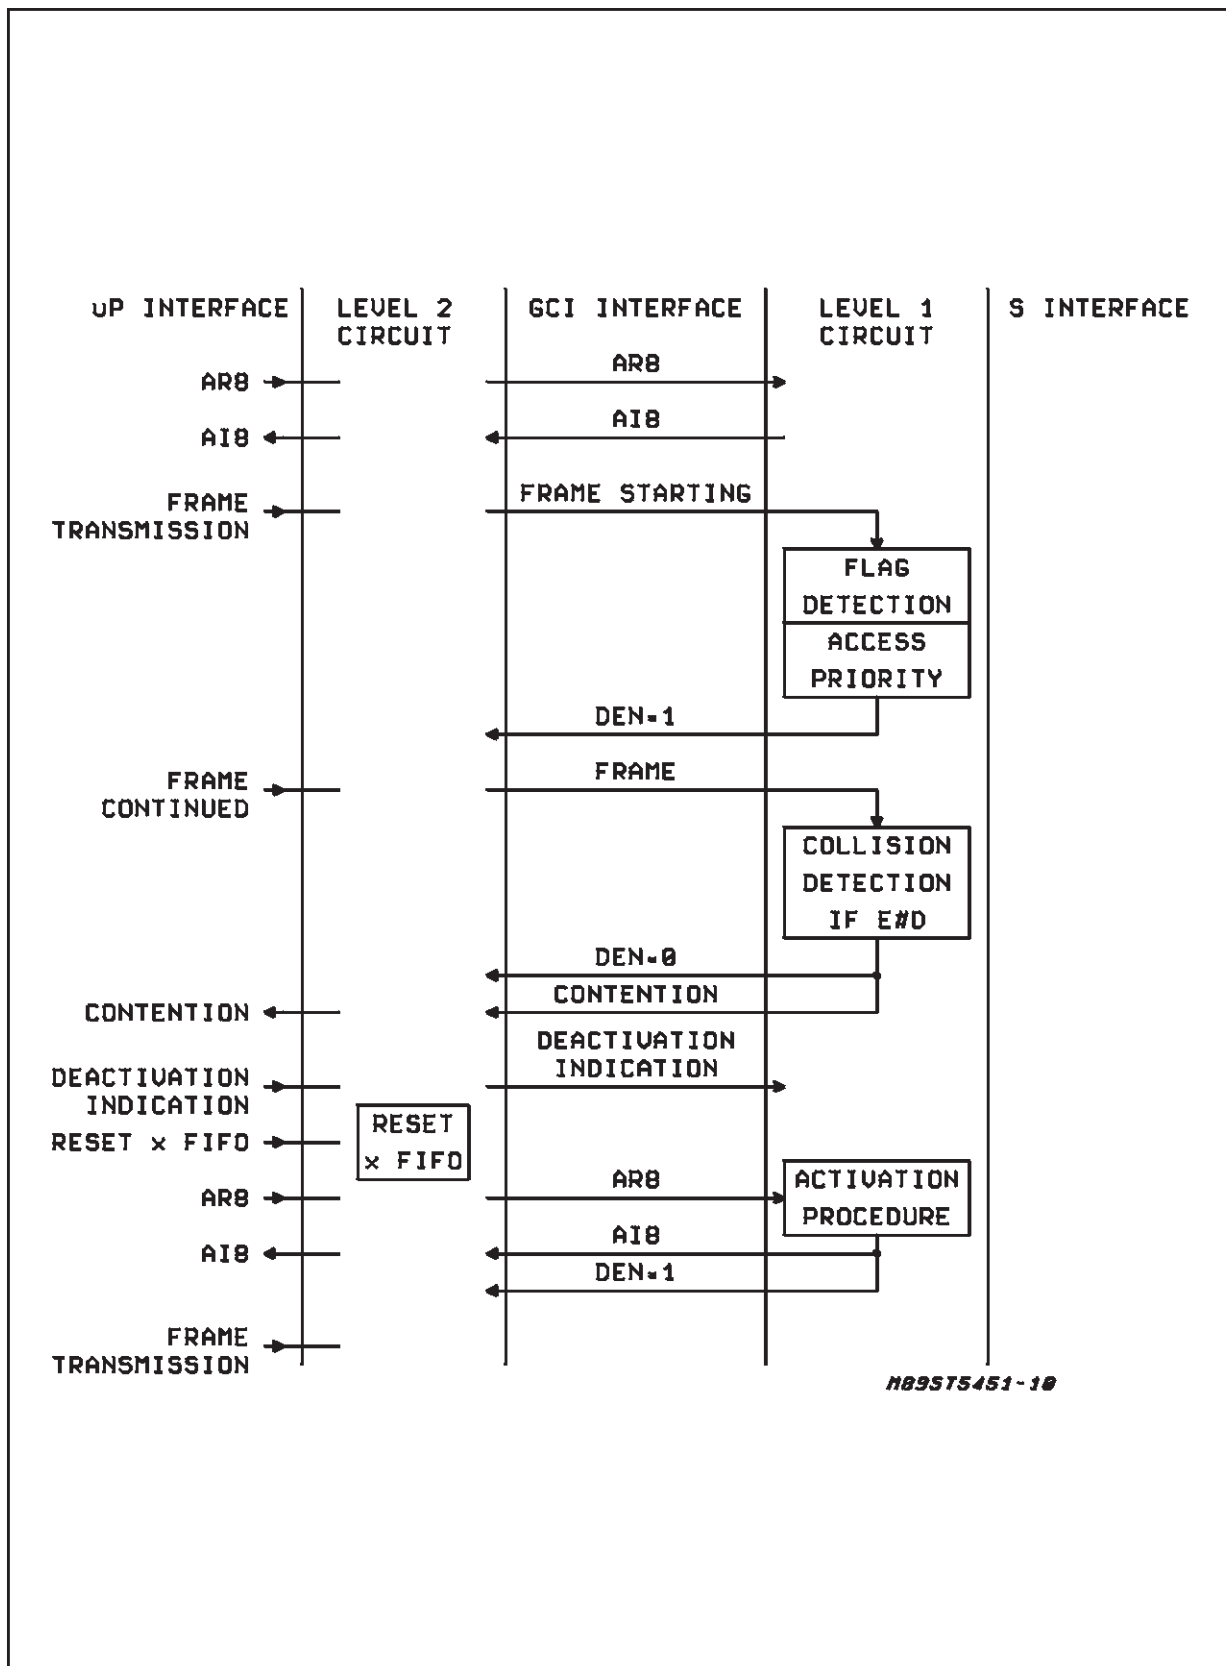 uP INTERFACE
LEVEL 2
CIRCUIT
GCI INTERFACE
LEVEL 1
CIRCUIT
S INTERFACE
AR8
AR8
AI8
AI8
FRAME
TRANSMISSION
FRAME STARTING
FLAG
DETECTION
ACCESS
PRIORITY
DEN=1
FRAME
CONTINUED
FRAME
COLLISION
DETECTION
IF E#D
DEN=0
CONTENTION
CONTENTION
DEACTIVATION
INDICATION
DEACTIVATION
INDICATION
RESET x FIFO
RESET
x FIFO
AR8
AR8
ACTIVATION
PROCEDURE
AI8
AI8
DEN=1
FRAME
TRANSMISSION
M89ST5451-10